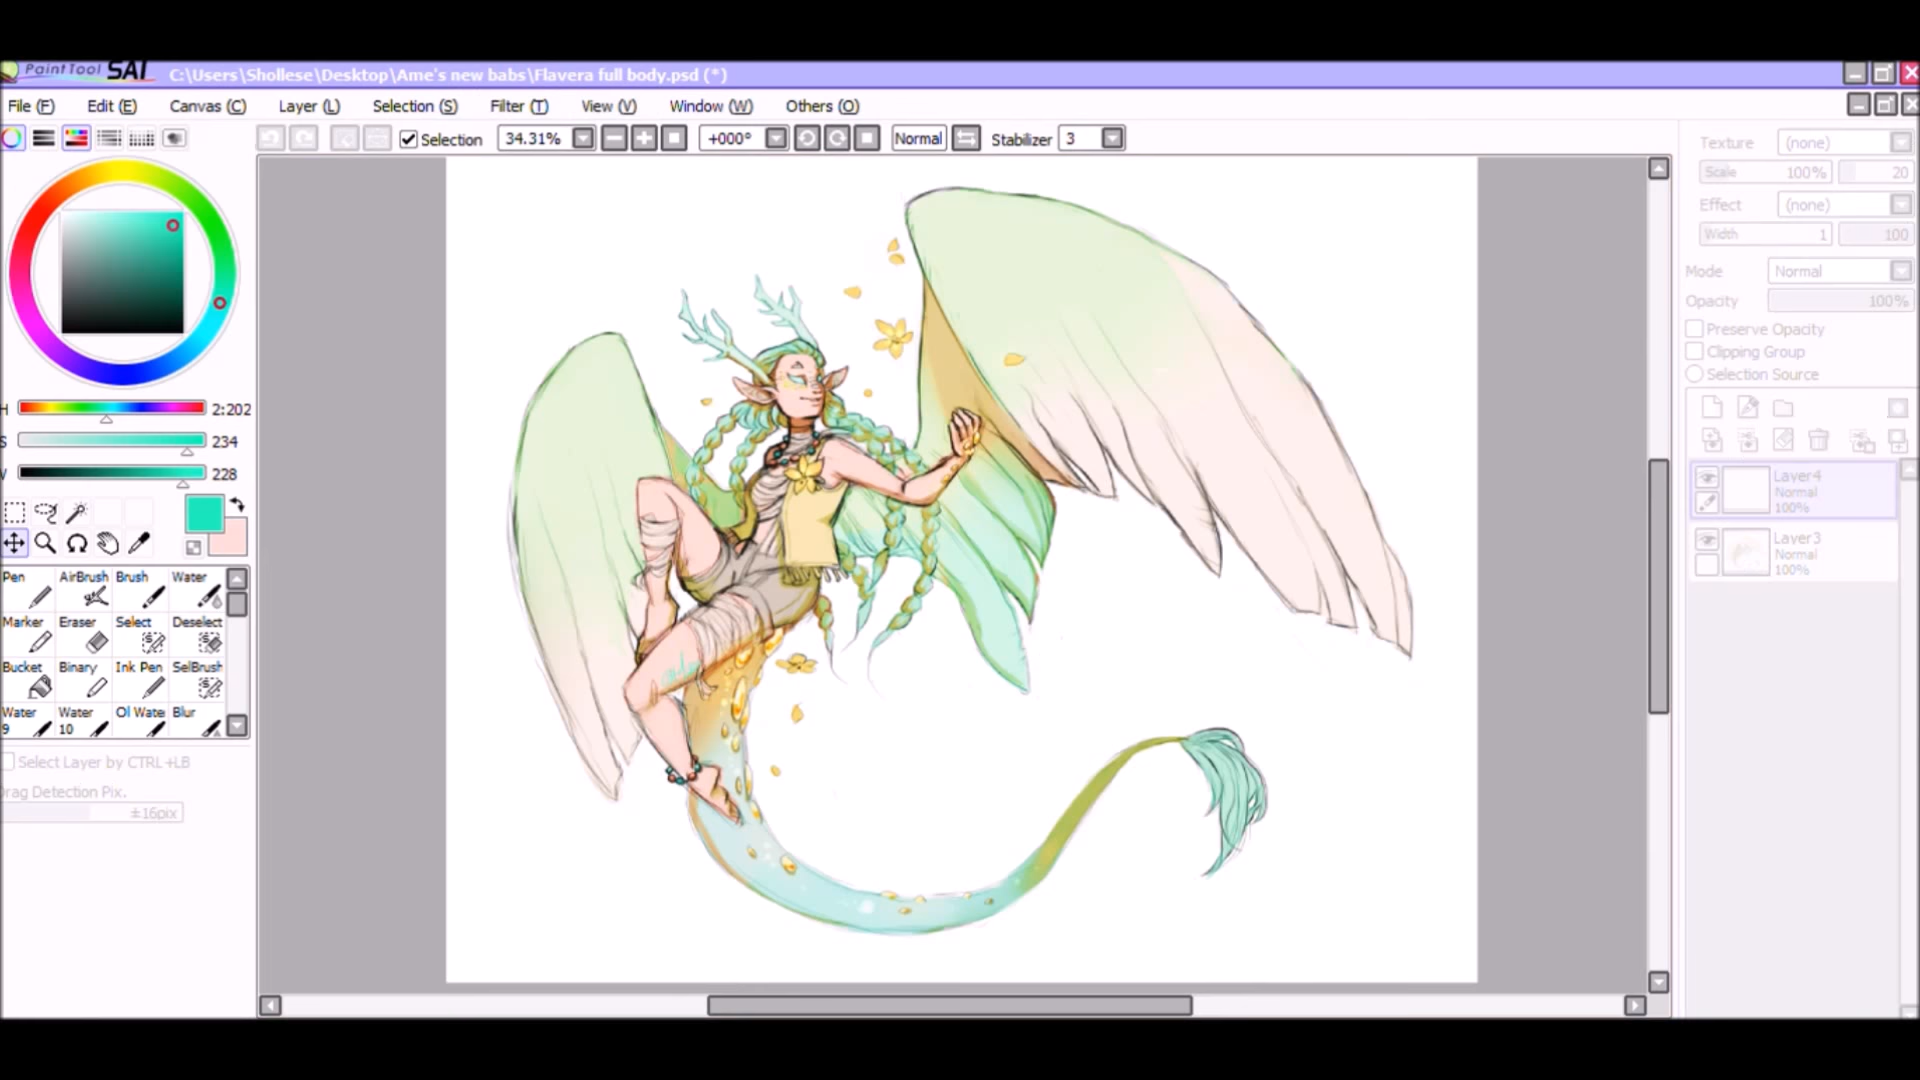 PaintTool SAI C:\Users\Shollese\Desktop\Ame's new babs\Flavera full body.psd (*)
File (F) Edit (E) Canvas (C) Layer (L) Selection (S) Filter (T) View (V) Window (W) Others (O)
Selection 34.31% +000° Normal Stabilizer 3
H 2:202
S 234
V 228
Pen AirBrush Brush Water
Marker Eraser Select Deselect
Bucket Binary Ink Pen SelBrush
Water 9 Water 10 Ol Wate Blur
Select Layer by CTRL+LB
Drag Detection Pix.
±16pix
Texture (none)
Scale 100% 20
Effect (none)
Width 1 100
Mode Normal
Opacity 100%
Preserve Opacity
Clipping Group
Selection Source
Layer4
Normal
100%
Layer3
Normal
100%